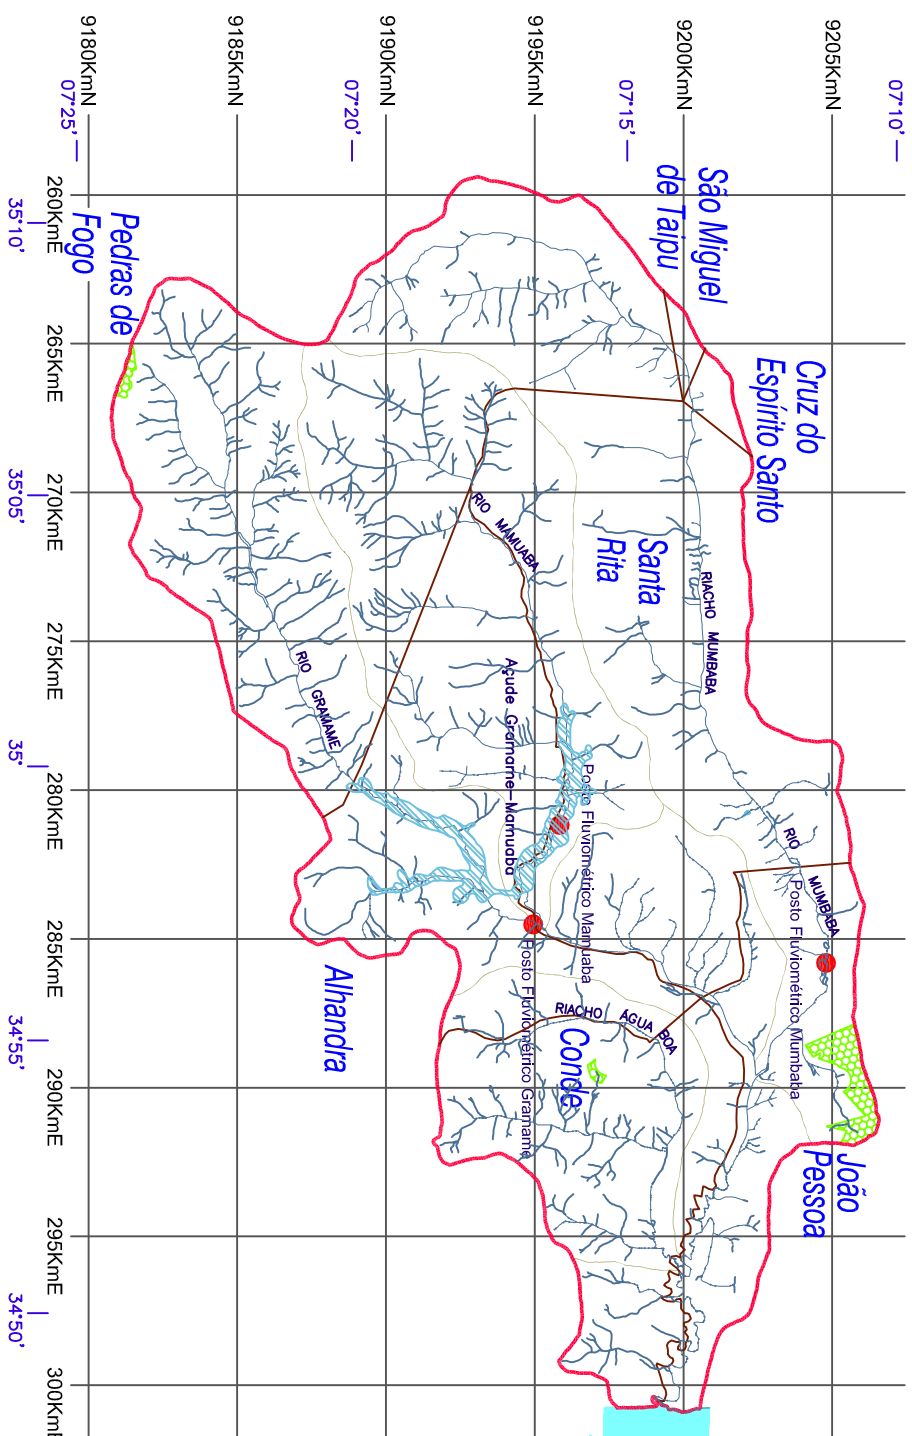 9180KmN
9185KmN
9190KmN
9195KmN
9200KmN
9205KmN
07°25'
07°20'
07°15'
07°10'
260KmE
265KmE
270KmE
275KmE
280KmE
285KmE
290KmE
295KmE
300KmE
35°10'
35°05'
35°
34°55'
34°50'
São Miguel
de Taipu
Cruz do
Espírito Santo
Pedras de
Fogo
Santa
Rita
RIACHO MUMBABA
RIO MAMUABA
RIO GRAMAME
Açude Gramame-Mamuaba
Posto Fluviométrico Mamuaba
RIO MUMBABA
Posto Fluviométrico Mumbaba
Posto Fluviométrico Gramame
RIACHO ÁGUA BOA
Alhandra
Conde
João
Pessoa